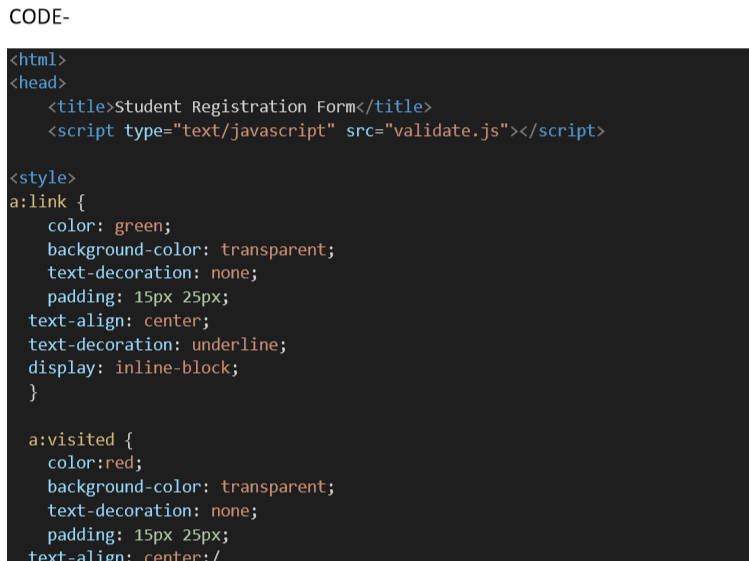 CODE-
<html>
<head>
    <title>Student Registration Form</title>
    <script type="text/javascript" src="validate.js"></script>

<style>
a:link {
    color: green;
    background-color: transparent;
    text-decoration: none;
    padding: 15px 25px;
  text-align: center;
  text-decoration: underline;
  display: inline-block;
  }

  a:visited {
    color:red;
    background-color: transparent;
    text-decoration: none;
    padding: 15px 25px;
  text-align: center;/